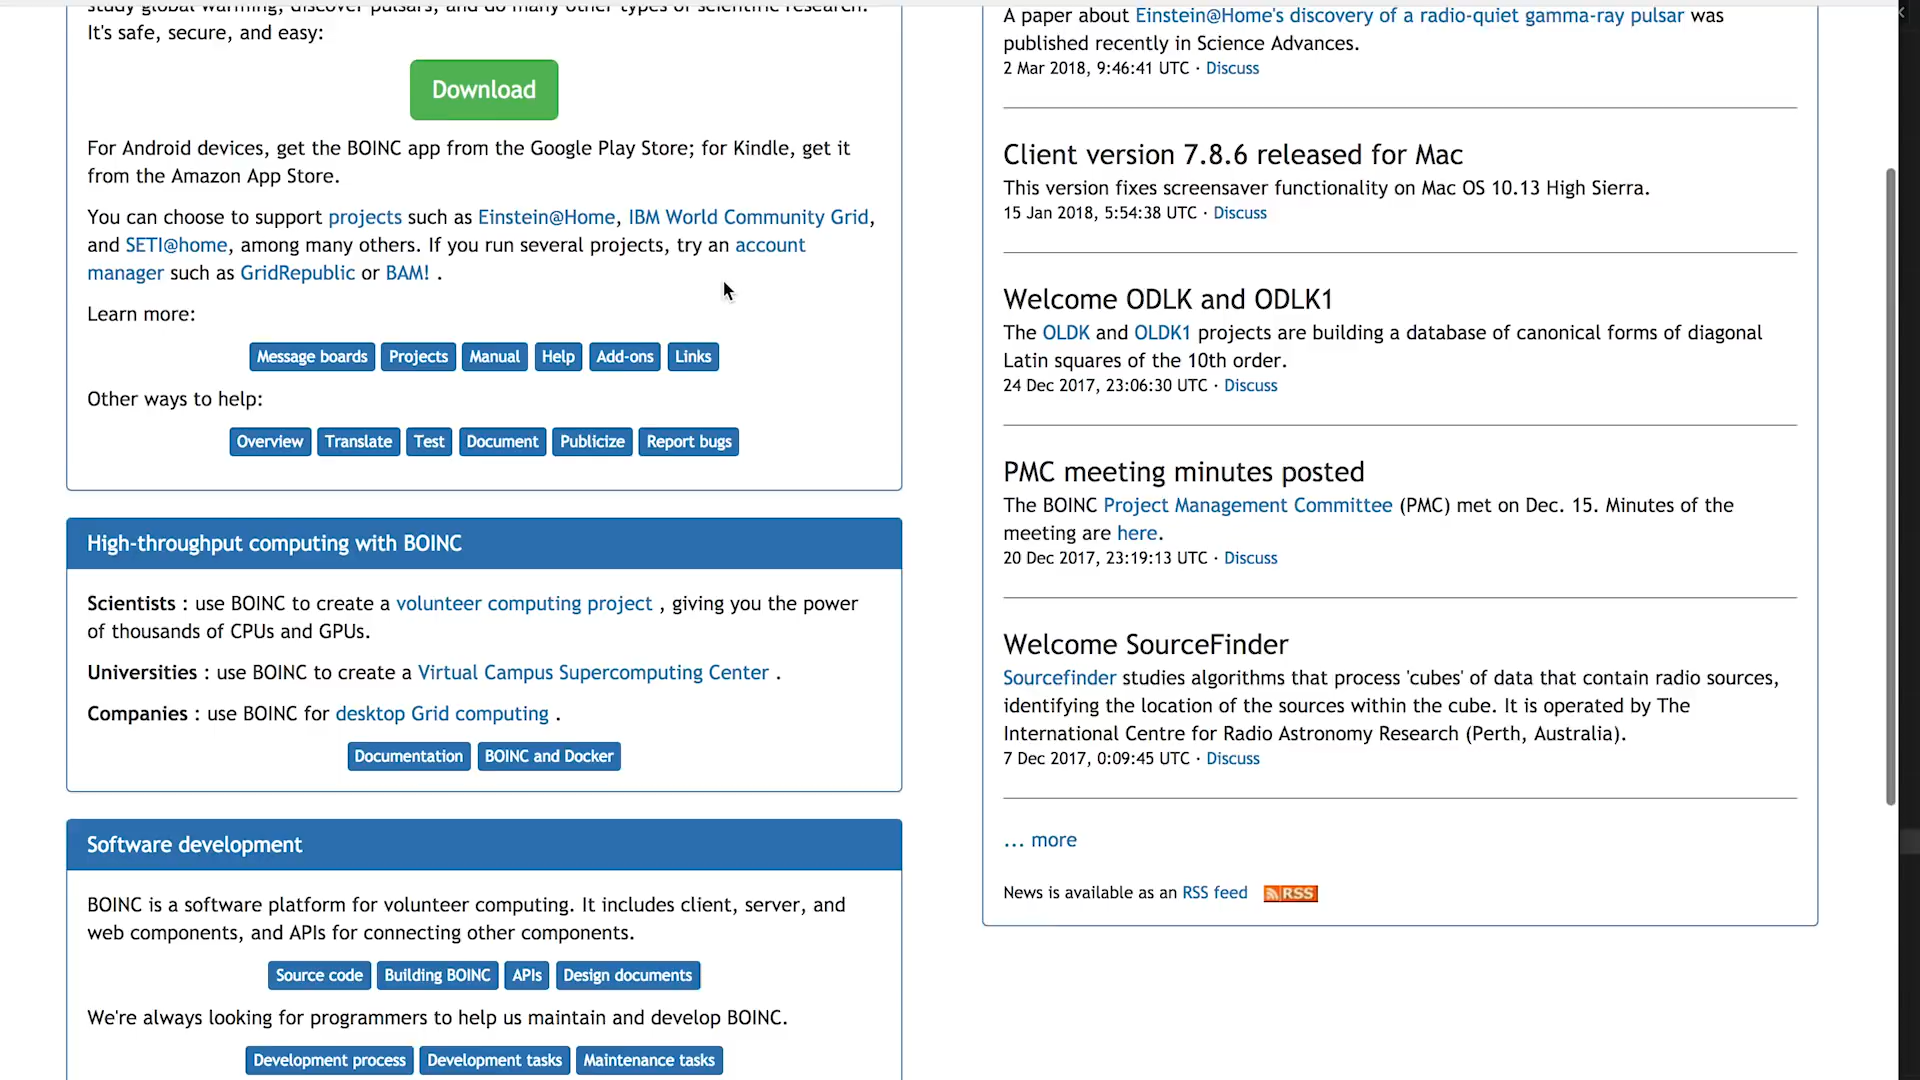 study global warming, discover pulsars, and do many other types of scientific research.
It's safe, secure, and easy:
Download
For Android devices, get the BOINC app from the Google Play Store; for Kindle, get it
from the Amazon App Store.
You can choose to support projects such as Einstein@Home, IBM World Community Grid,
and SETI@home, among many others. If you run several projects, try an account
manager such as GridRepublic or BAM! .
Learn more:
Message boards Projects Manual Help Add-ons Links
Other ways to help:
Overview Translate Test Document Publicize Report bugs
High-throughput computing with BOINC
Scientists : use BOINC to create a volunteer computing project , giving you the power
of thousands of CPUs and GPUs.
Universities : use BOINC to create a Virtual Campus Supercomputing Center .
Companies : use BOINC for desktop Grid computing .
Documentation BOINC and Docker
Software development
BOINC is a software platform for volunteer computing. It includes client, server, and
web components, and APIs for connecting other components.
Source code Building BOINC APIs Design documents
We're always looking for programmers to help us maintain and develop BOINC.
Development process Development tasks Maintenance tasks
A paper about Einstein@Home's discovery of a radio-quiet gamma-ray pulsar was
published recently in Science Advances.
2 Mar 2018, 9:46:41 UTC · Discuss
Client version 7.8.6 released for Mac
This version fixes screensaver functionality on Mac OS 10.13 High Sierra.
15 Jan 2018, 5:54:38 UTC · Discuss
Welcome ODLK and ODLK1
The OLDK and OLDK1 projects are building a database of canonical forms of diagonal
Latin squares of the 10th order.
24 Dec 2017, 23:06:30 UTC · Discuss
PMC meeting minutes posted
The BOINC Project Management Committee (PMC) met on Dec. 15. Minutes of the
meeting are here.
20 Dec 2017, 23:19:13 UTC · Discuss
Welcome SourceFinder
Sourcefinder studies algorithms that process 'cubes' of data that contain radio sources,
identifying the location of the sources within the cube. It is operated by The
International Centre for Radio Astronomy Research (Perth, Australia).
7 Dec 2017, 0:09:45 UTC · Discuss
... more
News is available as an RSS feed RSS